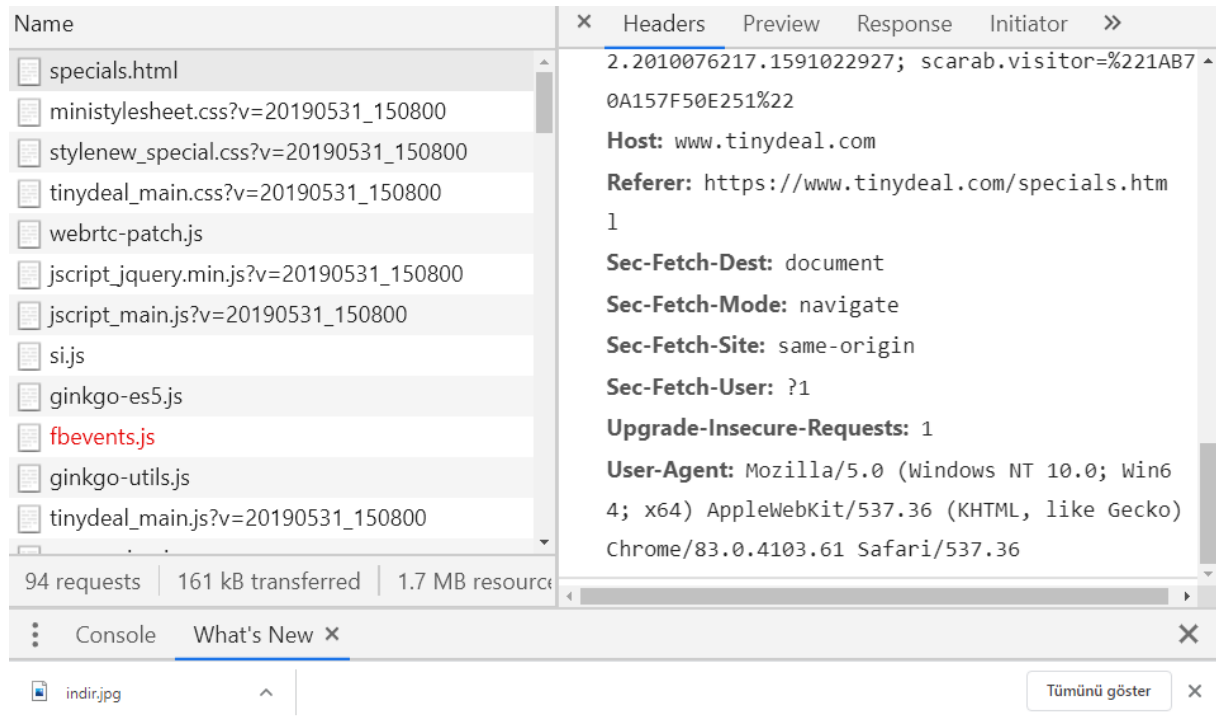 Name
specials.html
ministylesheet.css?v=20190531_150800
stylenew_special.css?v=20190531_150800
tinydeal_main.css?v=20190531_150800
webrtc-patch.js
jscript_jquery.min.js?v=20190531_150800
jscript_main.js?v=20190531_150800
si.js
ginkgo-es5.js
fbevents.js
ginkgo-utils.js
tinydeal_main.js?v=20190531_150800
94 requests 161 kB transferred 1.7 MB resource
× Headers Preview Response Initiator »
2.2010076217.1591022927; scarab.visitor=%221AB7
0A157F50E251%22
Host: www.tinydeal.com
Referer: https://www.tinydeal.com/specials.htm
l
Sec-Fetch-Dest: document
Sec-Fetch-Mode: navigate
Sec-Fetch-Site: same-origin
Sec-Fetch-User: ?1
Upgrade-Insecure-Requests: 1
User-Agent: Mozilla/5.0 (Windows NT 10.0; Win6
4; x64) AppleWebKit/537.36 (KHTML, like Gecko)
Chrome/83.0.4103.61 Safari/537.36
Console What's New ×
indir.jpg Tümünü göster